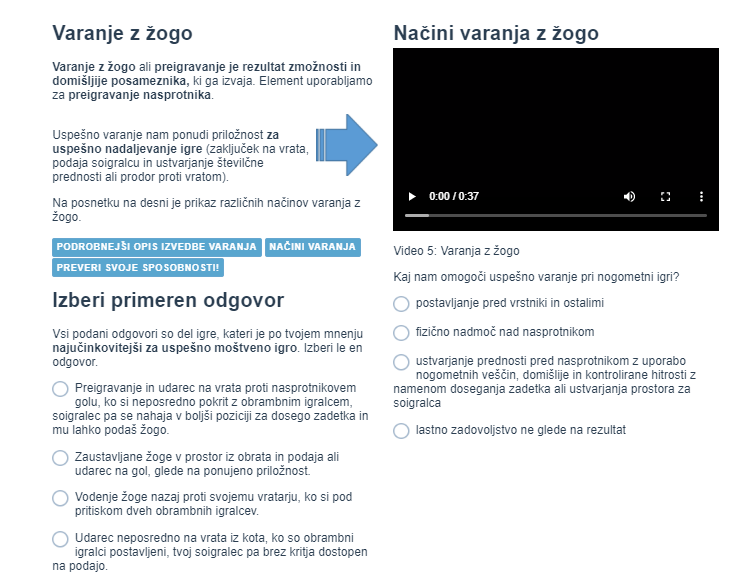 Varanje z žogo
Varanje z žogo ali preigravanje je rezultat zmožnosti in
domišljije posameznika, ki ga izvaja. Element uporabljamo
za preigravanje nasprotnika.
Uspešno varanje nam ponudi priložnost za
uspešno nadaljevanje igre (zaključek na vrata,
podaja soigralcu in ustvarjanje številčne
prednosti ali prodor proti vratom).
Na posnetku na desni je prikaz različnih načinov varanja z
žogo.
PODROBNEJŠI OPIS IZVEDBE VARANJA NAČINI VARANJA
PREVERI SVOJE SPOSOBNOSTI!
Izberi primeren odgovor
Vsi podani odgovori so del igre, kateri je po tvojem mnenju
najučinkovitejši za uspešno moštveno igro. Izberi le en
odgovor.
Preigravanje in udarec na vrata proti nasprotnikovem
golu, ko si neposredno pokrit z obrambnim igralcem,
soigralec pa se nahaja v boljši poziciji za dosego zadetka in
mu lahko podaš žogo.
Zaustavljane žoge v prostor iz obrata in podaja ali
udarec na gol, glede na ponujeno priložnost.
Vodenje žoge nazaj proti svojemu vratarju, ko si pod
pritiskom dveh obrambnih igralcev.
Udarec neposredno na vrata iz kota, ko so obrambni
igralci postavljeni, tvoj soigralec pa brez kritja dostopen
na podajo.
Načini varanja z žogo
0:00 / 0:37
Video 5: Varanja z žogo
Kaj nam omogoči uspešno varanje pri nogometni igri?
postavljanje pred vrstniki in ostalimi
fizično nadmoč nad nasprotnikom
ustvarjanje prednosti pred nasprotnikom z uporabo
nogometnih veščin, domišlije in kontrolirane hitrosti z
namenom doseganja zadetka ali ustvarjanja prostora za
soigralca
lastno zadovoljstvo ne glede na rezultat